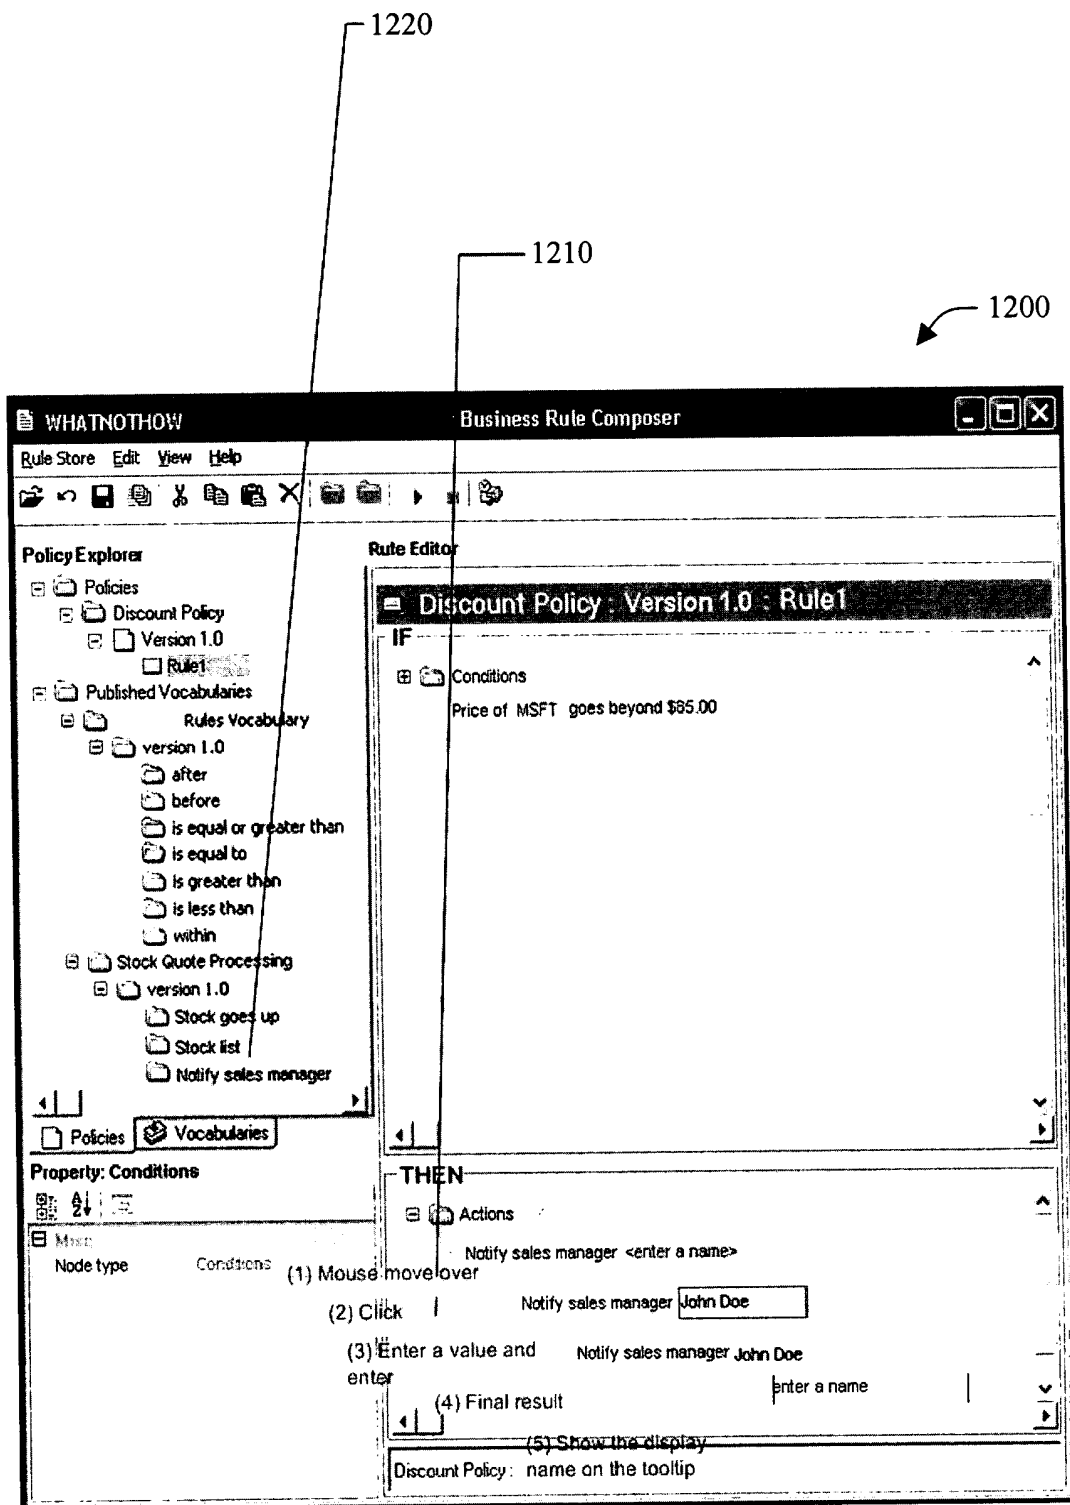 1220
1210
1200
WHATNOTHOW Business Rule Composer
Rule Store Edit View Help
Policy Explorer
Policies
Discount Policy
Version 1.0
Rule1
Published Vocabularies
Rules Vocabulary
version 1.0
after
before
is equal or greater than
is equal to
is greater than
is less than
within
Stock Quote Processing
version 1.0
Stock goes up
Stock list
Notify sales manager
Policies Vocabularies
Property: Conditions
Misc
Node type Conditions
Rule Editor
Discount Policy : Version 1.0 : Rule1
IF
Conditions
Price of MSFT goes beyond $85.00
THEN
Actions
Notify sales manager <enter a name>
(1) Mouse move over
(2) Click
Notify sales manager John Doe
(3) Enter a value and
enter
Notify sales manager John Doe
enter a name
(4) Final result
(5) Show the display
name on the tooltip
Discount Policy :